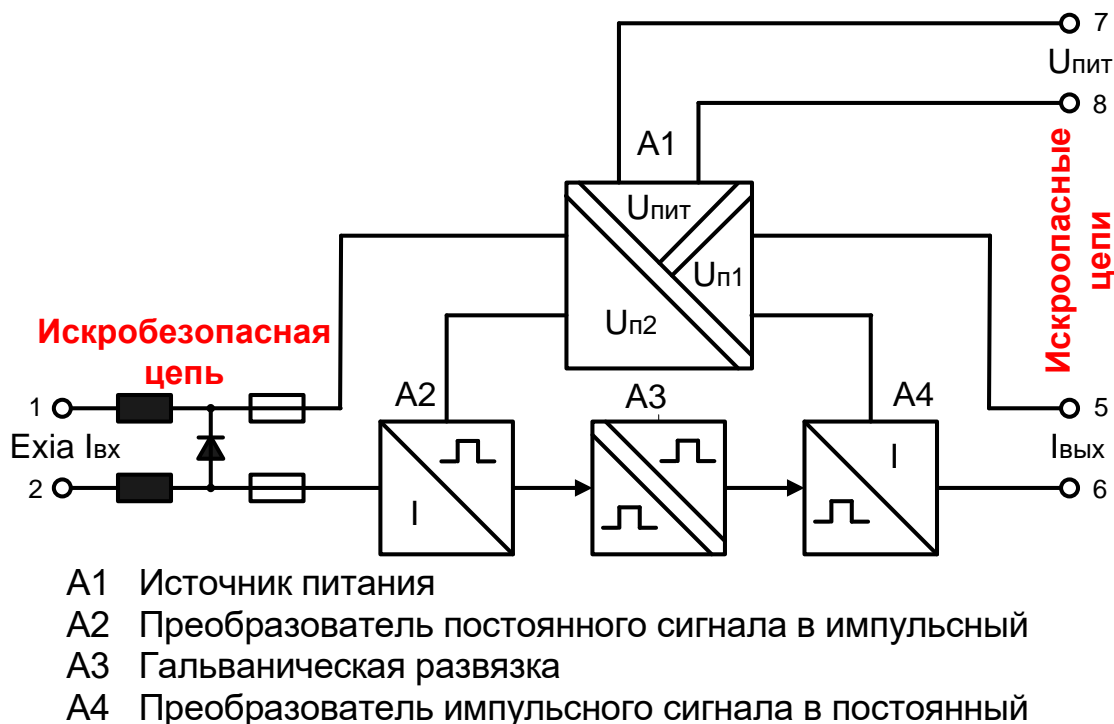 7
Uпит
8
A1
Искроопасные
цепи
Uпит
Uп1
Uп2
Искробезопасная
цепь
A2
A3
A4
1
5
Exia Iвх
I
Iвых
2
I
6
A1 Источник питания
A2 Преобразователь постоянного сигнала в импульсный
A3 Гальваническая развязка
A4 Преобразователь импульсного сигнала в постоянный